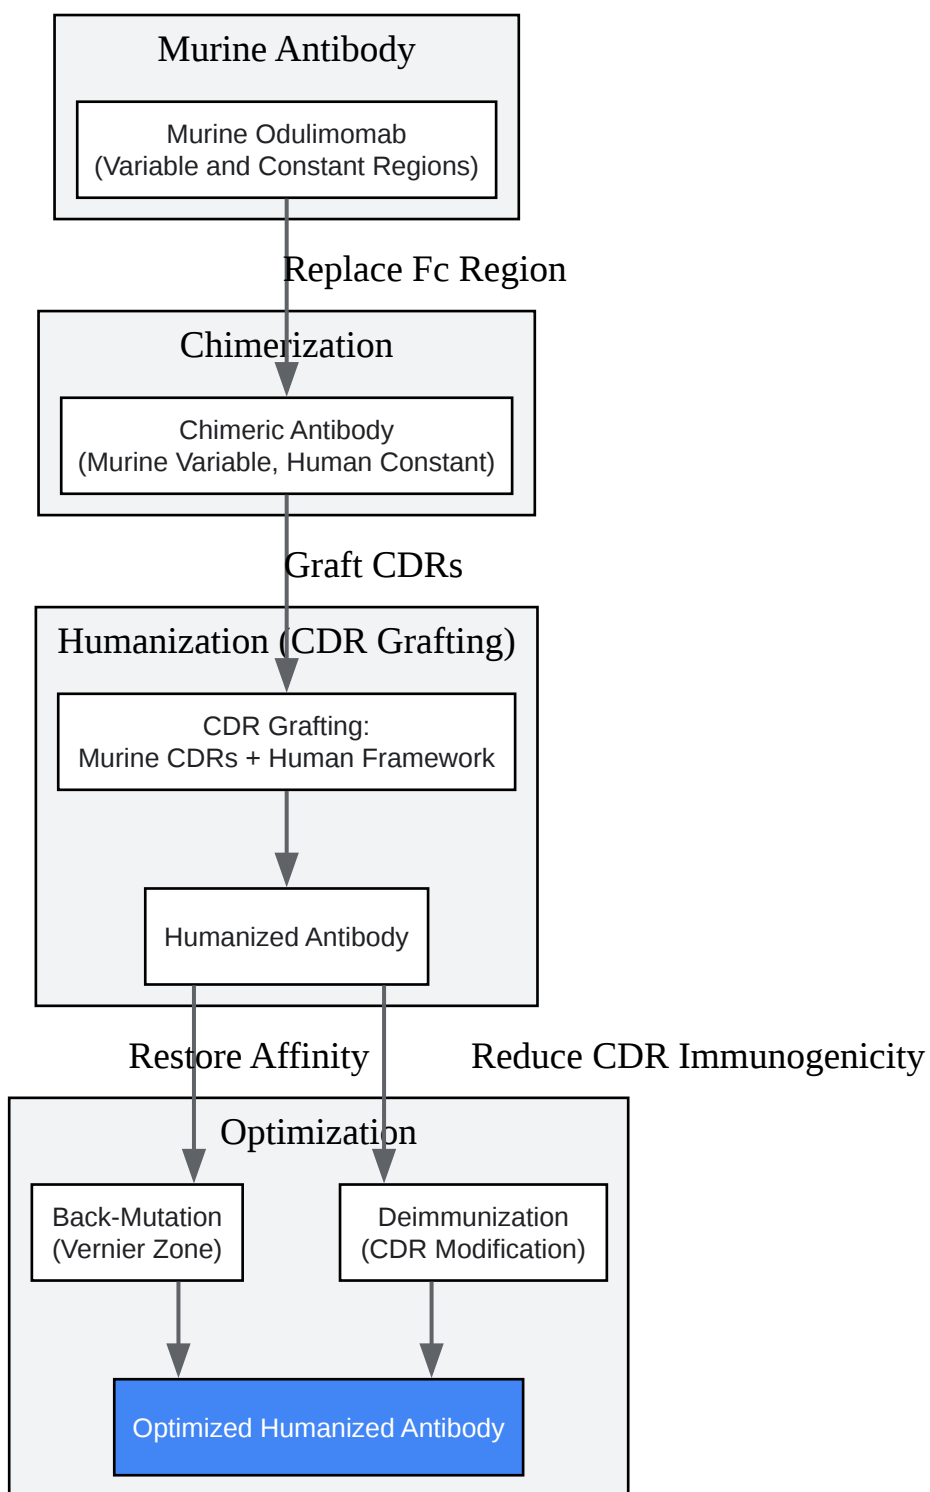 Murine Antibody
Murine Odulimomab
(Variable and Constant Regions)
Replace Fc Region
Chimerization
Chimeric Antibody
(Murine Variable, Human Constant)
Graft CDRs
Humanization (CDR Grafting)
CDR Grafting:
Murine CDRs + Human Framework
Humanized Antibody
Restore Affinity
Reduce CDR Immunogenicity
Optimization
Back-Mutation
(Vernier Zone)
Deimmunization
(CDR Modification)
Optimized Humanized Antibody